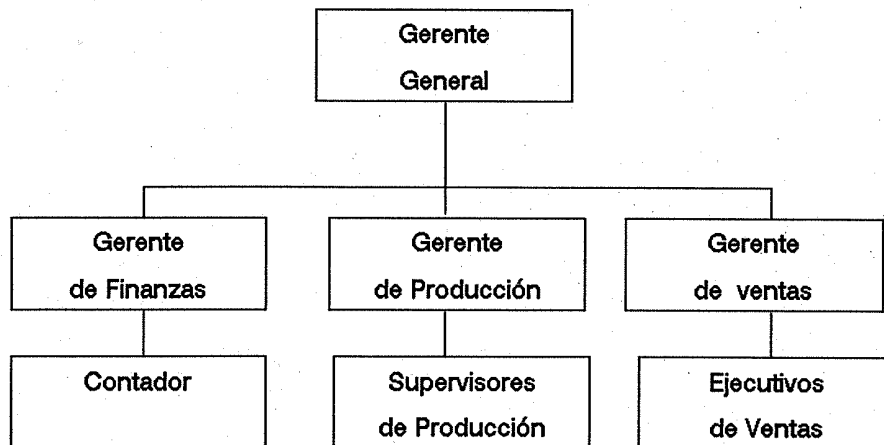 Gerente
General
Gerente
de Finanzas
Gerente
de Producción
Gerente
de ventas
Contador
Supervisores
de Producción
Ejecutivos
de Ventas